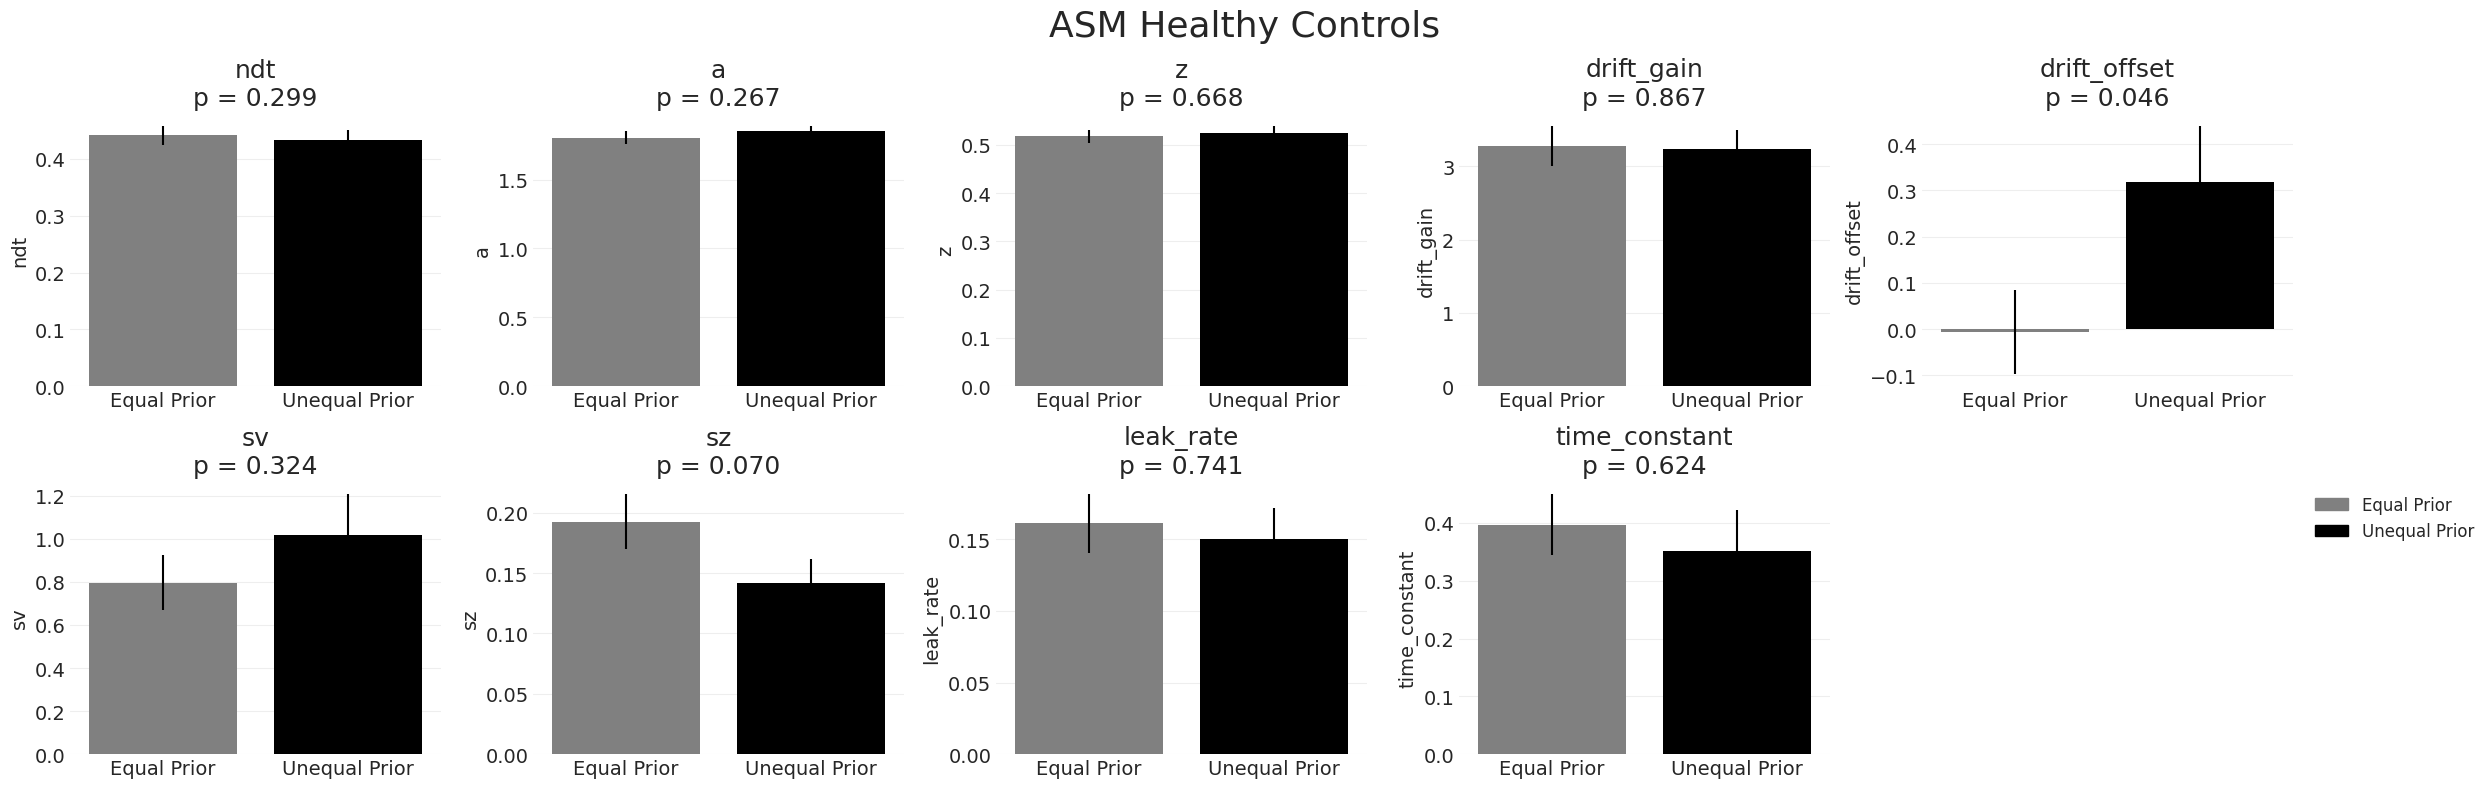 ASM Healthy Controls
ndt
p = 0.299
0.4
0.3
0.2
0.1
0.0
ndt
Equal Prior
Unequal Prior
a
p = 0.267
1.5
1.0
0.5
0.0
a
Equal Prior
Unequal Prior
z
p = 0.668
0.5
0.4
0.3
0.2
0.1
0.0
z
Equal Prior
Unequal Prior
drift_gain
p = 0.867
3
2
1
0
drift_gain
Equal Prior
Unequal Prior
drift_offset
p = 0.046
0.4
0.3
0.2
0.1
0.0
−0.1
drift_offset
Equal Prior
Unequal Prior
sv
p = 0.324
1.2
1.0
0.8
0.6
0.4
0.2
0.0
sv
Equal Prior
Unequal Prior
sz
p = 0.070
0.20
0.15
0.10
0.05
0.00
sz
Equal Prior
Unequal Prior
leak_rate
p = 0.741
0.15
0.10
0.05
0.00
leak_rate
Equal Prior
Unequal Prior
time_constant
p = 0.624
0.4
0.3
0.2
0.1
0.0
time_constant
Equal Prior
Unequal Prior
Equal Prior
Unequal Prior